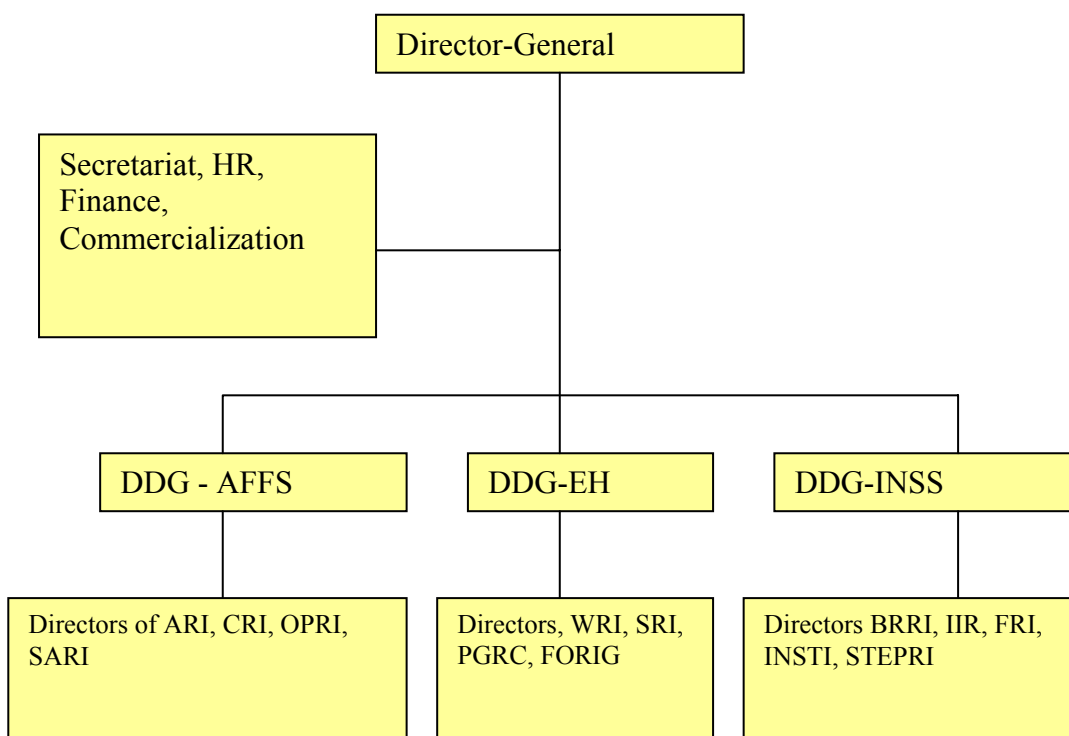 Director-General
Secretariat, HR,
Finance,
Commercialization
DDG - AFFS
DDG-EH
DDG-INSS
Directors of ARI, CRI, OPRI,
SARI
Directors, WRI, SRI,
PGRC, FORIG
Directors BRRI, IIR, FRI,
INSTI, STEPRI